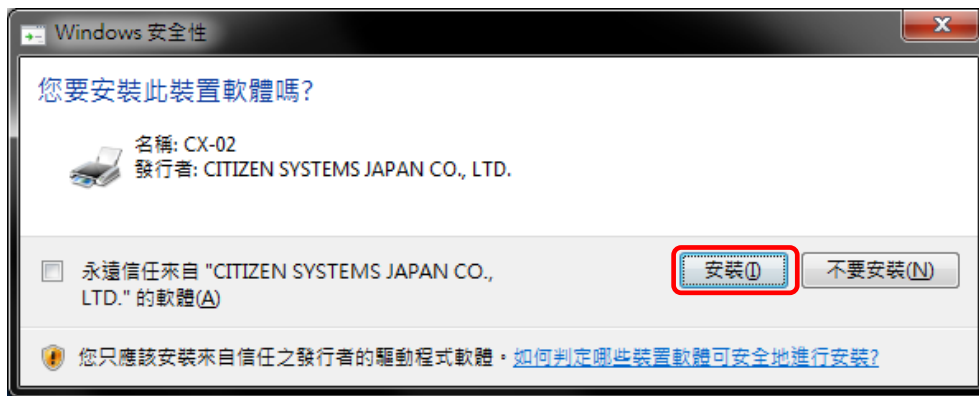 Windows 安全性
您要安裝此裝置軟體嗎?
名稱: CX-02
發行者: CITIZEN SYSTEMS JAPAN CO., LTD.
永遠信任來自 "CITIZEN SYSTEMS JAPAN CO.,
LTD." 的軟體(A)
安裝(I)
不要安裝(N)
您只應該安裝來自信任之發行者的驅動程式軟體。如何判定哪些裝置軟體可安全地進行安裝?